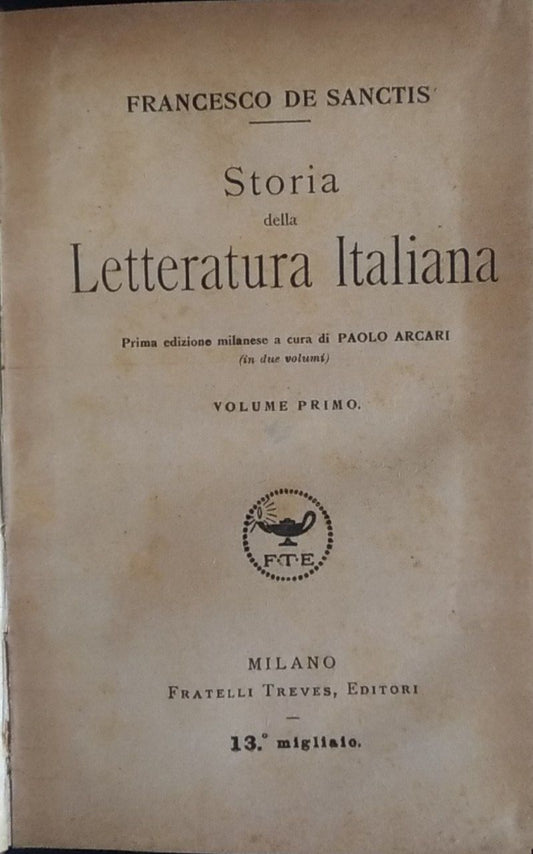 FRANCESCO DE SANCTIS
Storia
della
Letteratura Italiana
Prima edizione milanese a cura di PAOLO ARCARI
(in due volumi)
VOLUME PRIMO.
F·T·E
MILANO
FRATELLI TREVES, EDITORI
13.° migliaio.